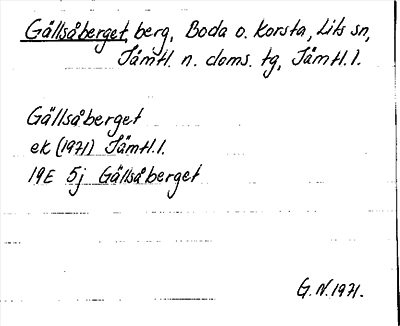 Gällsåberget, berg, Boda o. Korsta, Lits sn,
Jämtl. n. doms. tg, Jämtl. l.
Gällsåberget
ek (1971) Jämtl. l.
19E 5j Gällsåberget
G. N. 1971.